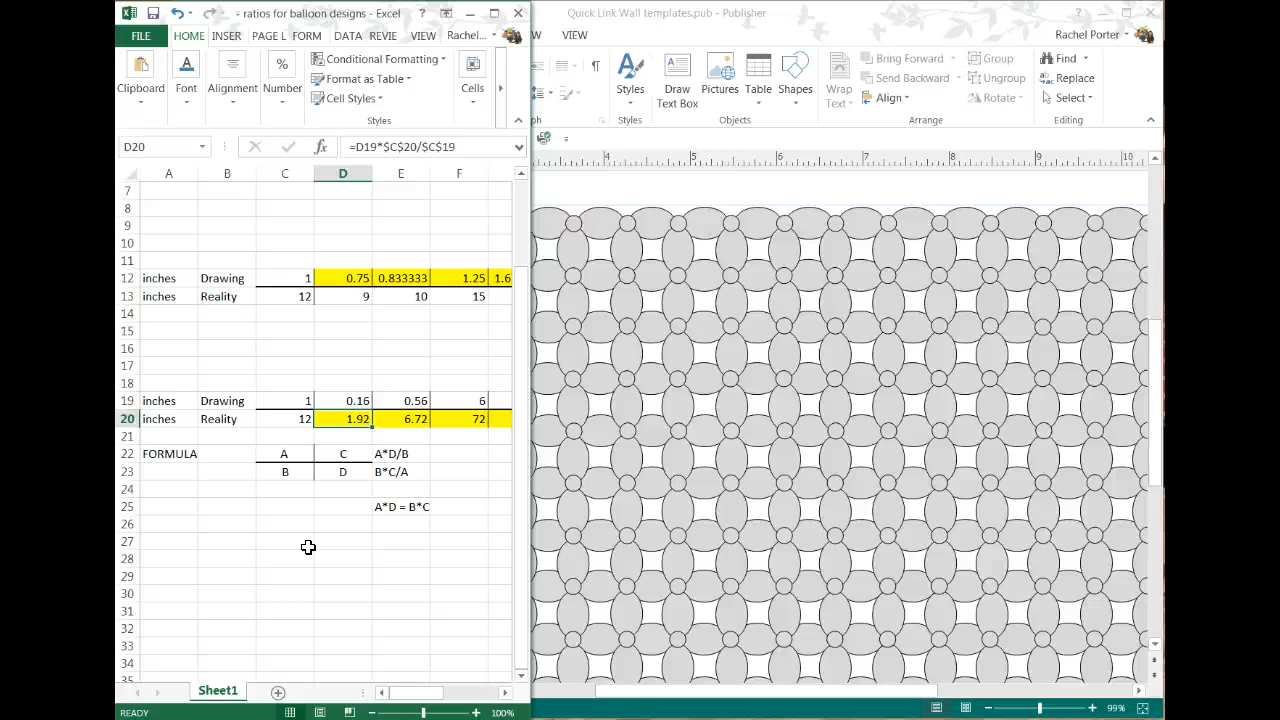 ratios for balloon designs - Excel
FILE HOME INSER PAGE L FORM DATA REVIE VIEW Rachel...
Clipboard
Font
Alignment
Number
Conditional Formatting
Format as Table
Cell Styles
Styles
Cells
D20 fx =D19*$C$20/$C$19
A B C D E F
7
8
9
10
11
12 inches Drawing 1 0.75 0.833333 1.25 1.6
13 inches Reality 12 9 10 15
14
15
16
17
18
19 inches Drawing 1 0.16 0.56 6
20 inches Reality 12 1.92 6.72 72
21
22 FORMULA A C A*D/B
23 B D B*C/A
24
25 A*D = B*C
26
27
28
29
30
31
32
33
34
35
Sheet1
READY 100%
Quick Link Wall templates.pub - Publisher
W VIEW Rachel Porter
ph
Styles
Styles
Draw Text Box
Pictures
Table
Shapes
Objects
Wrap Text
Bring Forward
Send Backward
Align
Group
Ungroup
Rotate
Arrange
Find
Replace
Select
Editing
4 5 6 7 8 9 10
99%